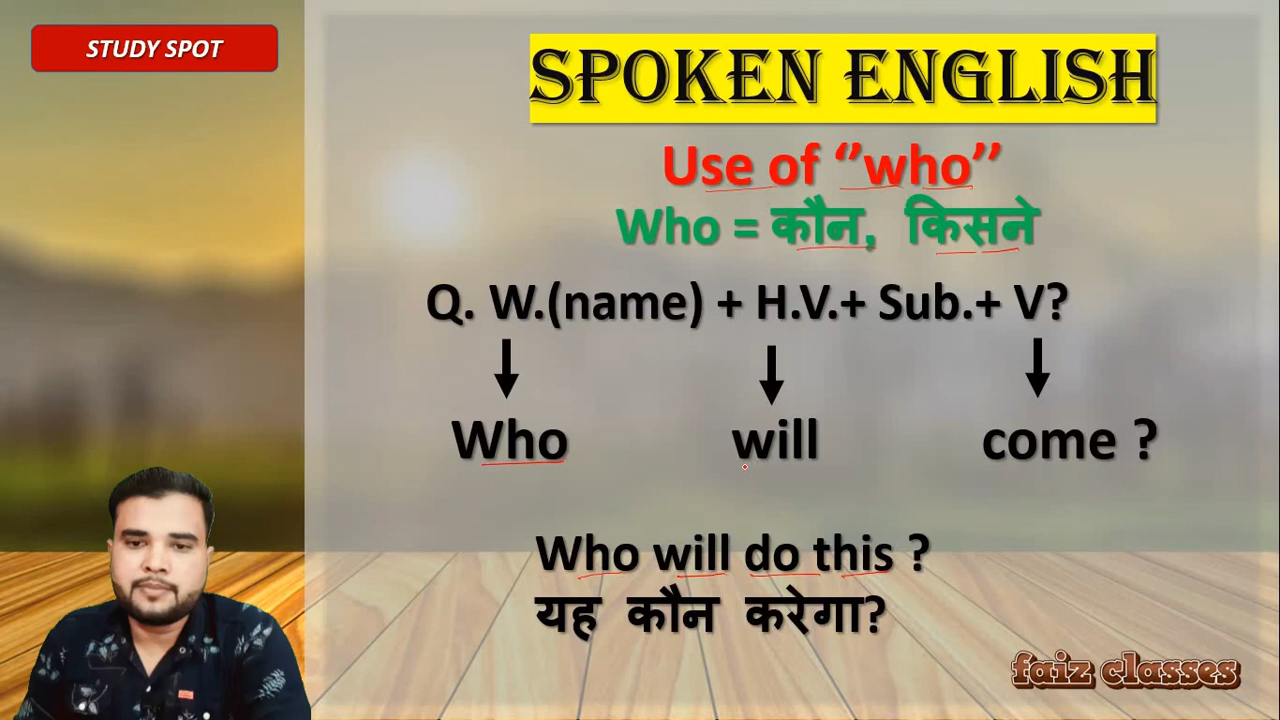 STUDY SPOT
SPOKEN ENGLISH
Use of ‘’who’’
Who = कौन, किसने
Q. W.(name) + H.V.+ Sub.+ V?
Who will come ?
Who will do this ?
यह कौन करेगा?
faiz classes